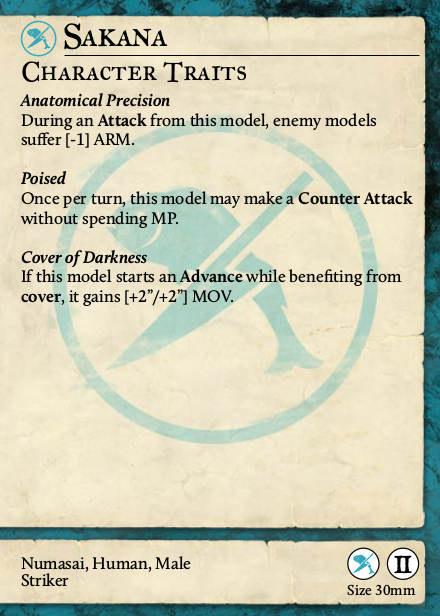 Sakana
Character Traits
Anatomical Precision
During an Attack from this model, enemy models
suffer [-1] ARM.
Poised
Once per turn, this model may make a Counter Attack
without spending MP.
Cover of Darkness
If this model starts an Advance while benefiting from
cover, it gains [+2”/+2”] MOV.
Numasai, Human, Male
Striker
II
Size 30mm